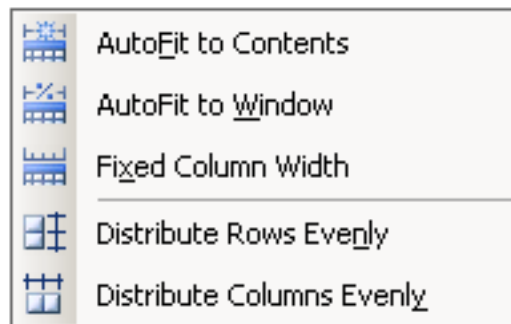 AutoFit to Contents
AutoFit to Window
Fixed Column Width
Distribute Rows Evenly
Distribute Columns Evenly